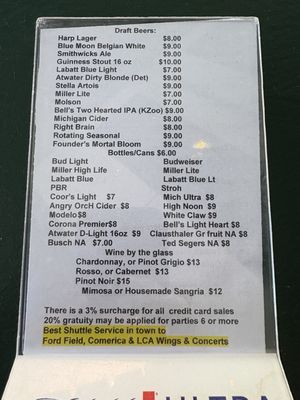 Draft Beers:
Harp Lager $8.00
Blue Moon Belgian White $9.00
Smithwicks Ale $9.00
Guinness Stout 16 oz $10.00
Labatt Blue Light $7.00
Atwater Dirty Blonde (Det) $9.00
Stella Artois $9.00
Miller Lite $7.00
Molson $7.00
Bell's Two Hearted IPA (KZoo) $9.00
Michigan Cider $8.00
Right Brain $8.00
Rotating Seasonal $9.00
Founder's Mortal Bloom $9.00
Bottles/Cans $6.00
Bud Light Budweiser
Miller High Life Miller Lite
Labatt Blue Labatt Blue Lt
PBR Stroh
Coor's Light $7 Mich Ultra $8
Angry OrcH Cider $8 High Noon $9
Modelo$8 White Claw $9
Corona Premier$8 Bell's Light Heart $8
Atwater D-Light 16oz $9 Clausthaler Gr fruit NA $8
Busch NA $7.00 Ted Segers NA $8
Wine by the glass
Chardonnay, or Pinot Grigio $13
Rosso, or Cabernet $13
Pinot Noir $15
Mimosa or Housemade Sangria $12
There is a 3% surcharge for all credit card sales
20% gratuity may be applied for parties 6 or more
Best Shuttle Service in town to
Ford Field, Comerica & LCA Wings & Concerts
ULTRA